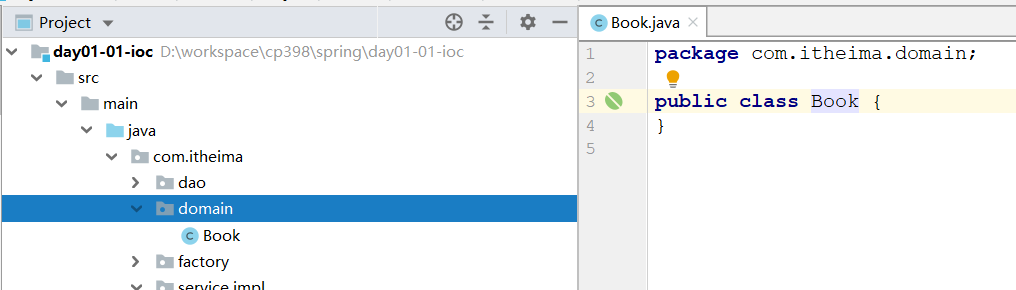 Project
day01-01-ioc D:\workspace\cp398\spring\day01-01-ioc
src
main
java
com.itheima
dao
domain
Book
factory
service.impl
Book.java
1 package com.itheima.domain;
2
3 public class Book {
4 }
5